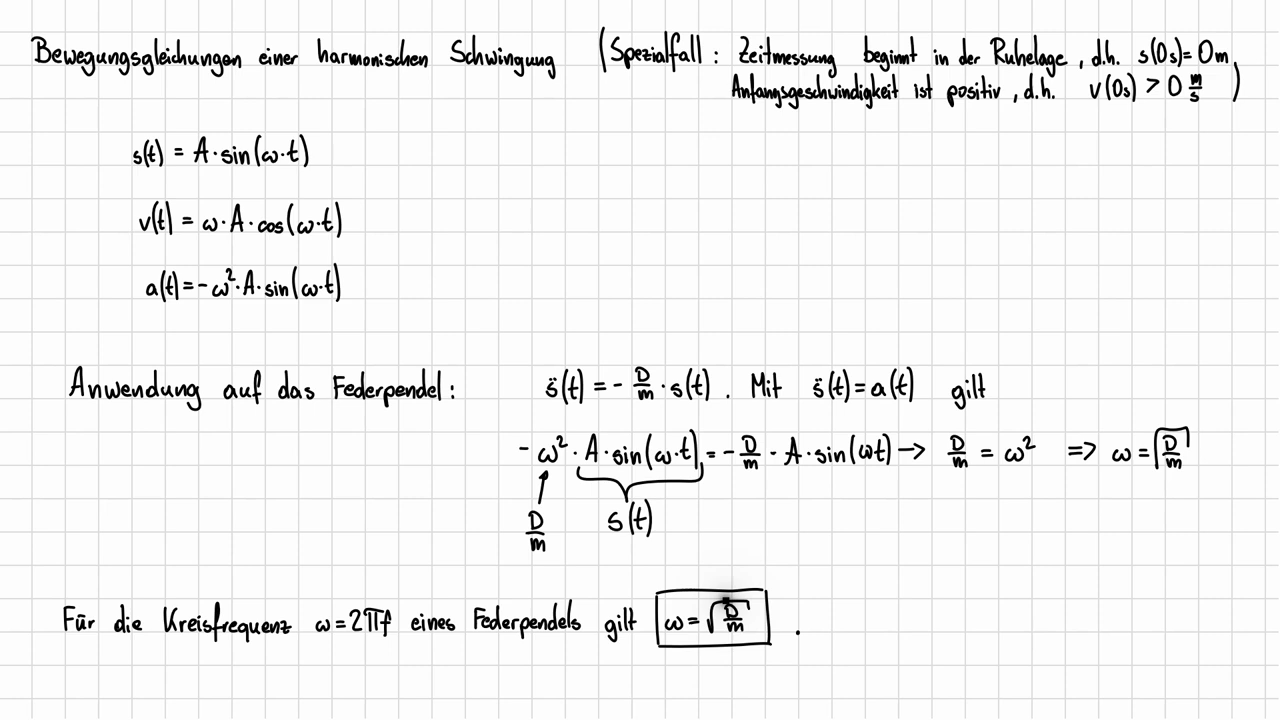 Bewegungsgleichungen einer harmonischen Schwingung (Spezialfall: Zeitmessung beginnt in der Ruhelage, d.h. s(0s)=0m,
Anfangsgeschwindigkeit ist positiv, d.h. v(0s) > 0 m/s)
s(t) = A·sin(ω·t)
v(t) = ω·A·cos(ω·t)
a(t) = -ω²·A·sin(ω·t)
Anwendung auf das Federpendel: s̈(t) = - D/m · s(t). Mit s̈(t) = a(t) gilt
- ω² · A·sin(ω·t) = - D/m · A·sin(ωt) → D/m = ω² => ω = √(D/m)
D/m s(t)
Für die Kreisfrequenz ω=2πf eines Federpendels gilt ω = √(D/m) .